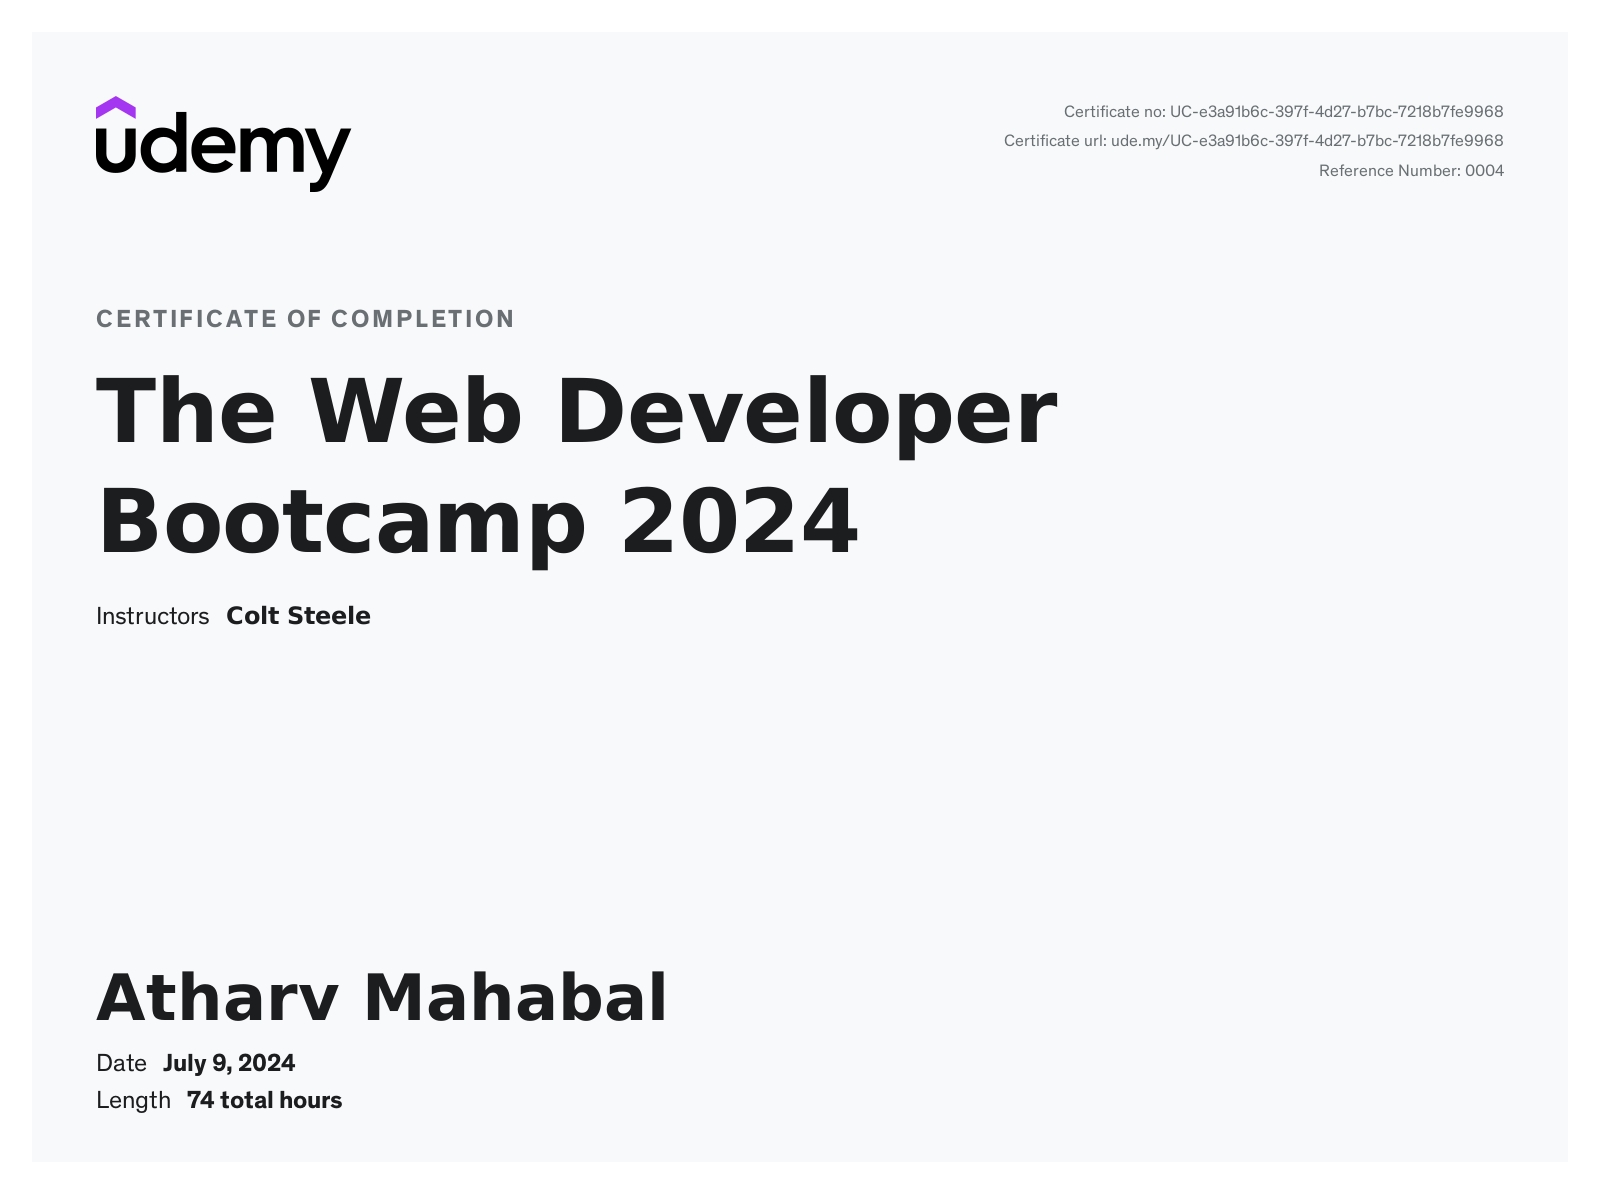 udemy
Certificate no: UC-e3a91b6c-397f-4d27-b7bc-7218b7fe9968
Certificate url: ude.my/UC-e3a91b6c-397f-4d27-b7bc-7218b7fe9968
Reference Number: 0004
CERTIFICATE OF COMPLETION
The Web Developer
Bootcamp 2024
Instructors Colt Steele
Atharv Mahabal
Date July 9, 2024
Length 74 total hours